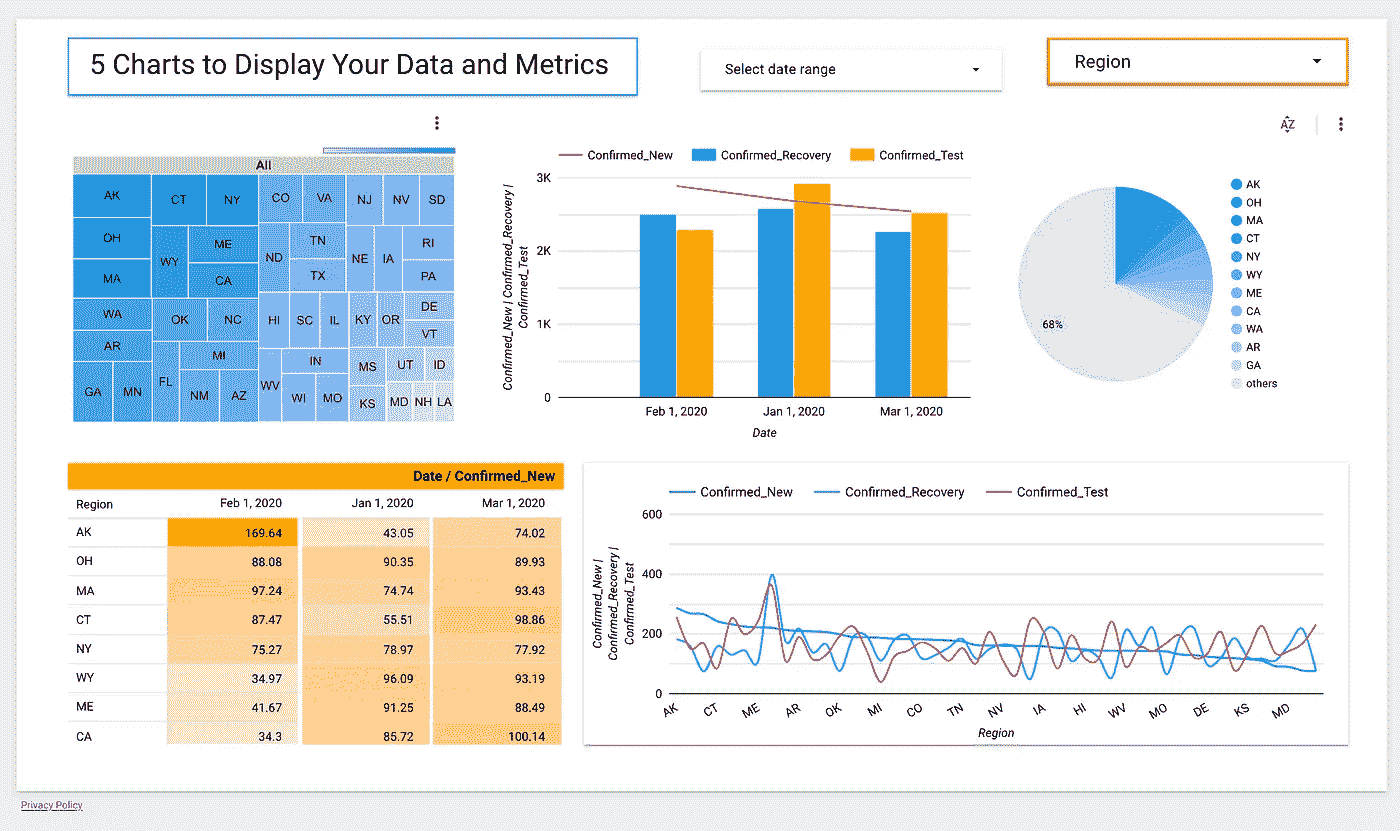 5 Charts to Display Your Data and Metrics
Select date range
Region
AZ
All
AK
CT
NY
CO
VA
NJ
NV
SD
OH
WY
ME
ND
TN
NE
IA
RI
MA
CA
TX
PA
WA
OK
NC
HI
SC
IL
KY
OR
DE
VT
AR
MI
IN
MS
UT
ID
GA
MN
FL
NM
AZ
WV
WI
MO
KS
MD
NH
LA
Confirmed_New
Confirmed_Recovery
Confirmed_Test
3K
2K
1K
0
Confirmed_New | Confirmed_Recovery |
Confirmed_Test
Feb 1, 2020
Jan 1, 2020
Mar 1, 2020
Date
68%
AK
OH
MA
CT
NY
WY
ME
CA
WA
AR
GA
others
Date / Confirmed_New
Region Feb 1, 2020 Jan 1, 2020 Mar 1, 2020
AK 169.64 43.05 74.02
OH 88.08 90.35 89.93
MA 97.24 74.74 93.43
CT 87.47 55.51 98.86
NY 75.27 78.97 77.92
WY 34.97 96.09 93.19
ME 41.67 91.25 88.49
CA 34.3 85.72 100.14
Confirmed_New
Confirmed_Recovery
Confirmed_Test
600
400
200
0
Confirmed_New |
Confirmed_Recovery |
Confirmed_Test
AK CT ME AR OK MI CO TN NV IA HI WV MO DE KS MD
Region
Privacy Policy